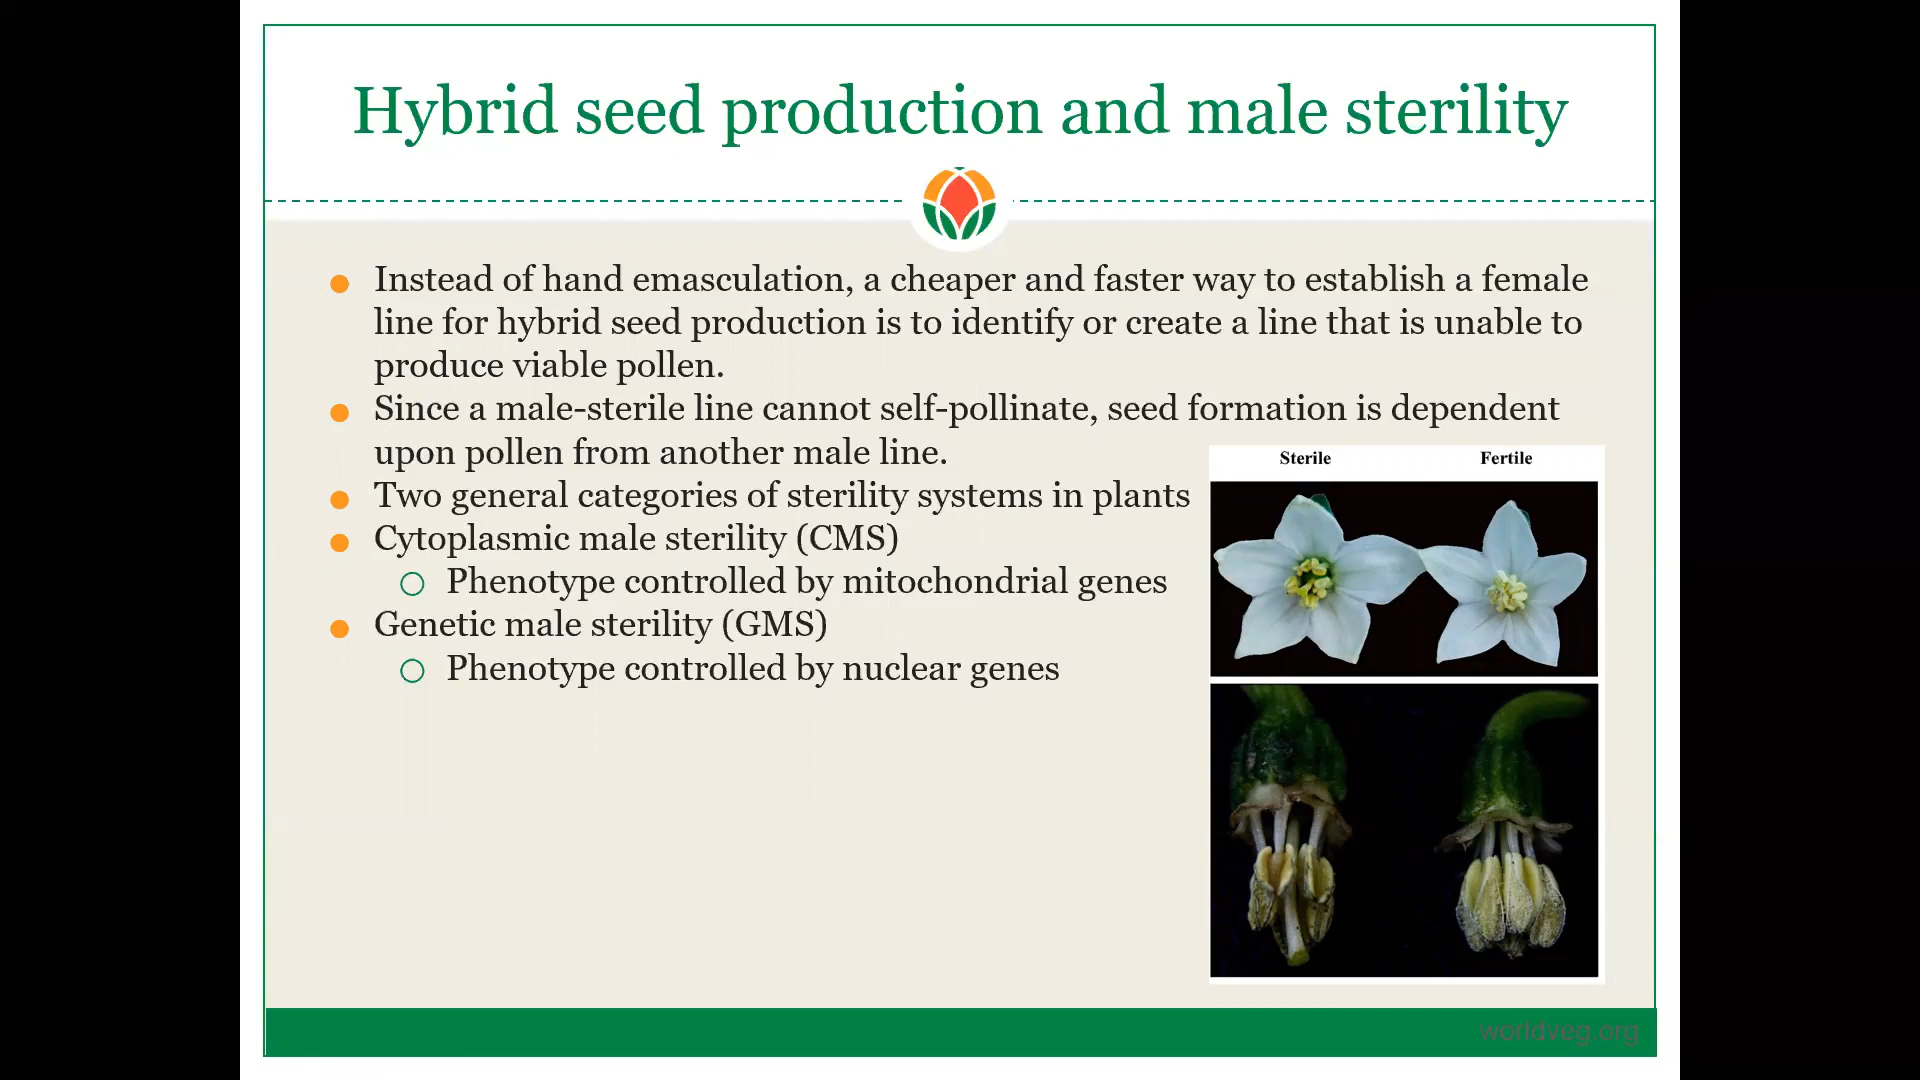 Hybrid seed production and male sterility
Instead of hand emasculation, a cheaper and faster way to establish a female
line for hybrid seed production is to identify or create a line that is unable to
produce viable pollen.
Since a male-sterile line cannot self-pollinate, seed formation is dependent
upon pollen from another male line.
Two general categories of sterility systems in plants
Cytoplasmic male sterility (CMS)
Phenotype controlled by mitochondrial genes
Genetic male sterility (GMS)
Phenotype controlled by nuclear genes
Sterile Fertile
worldveg.org